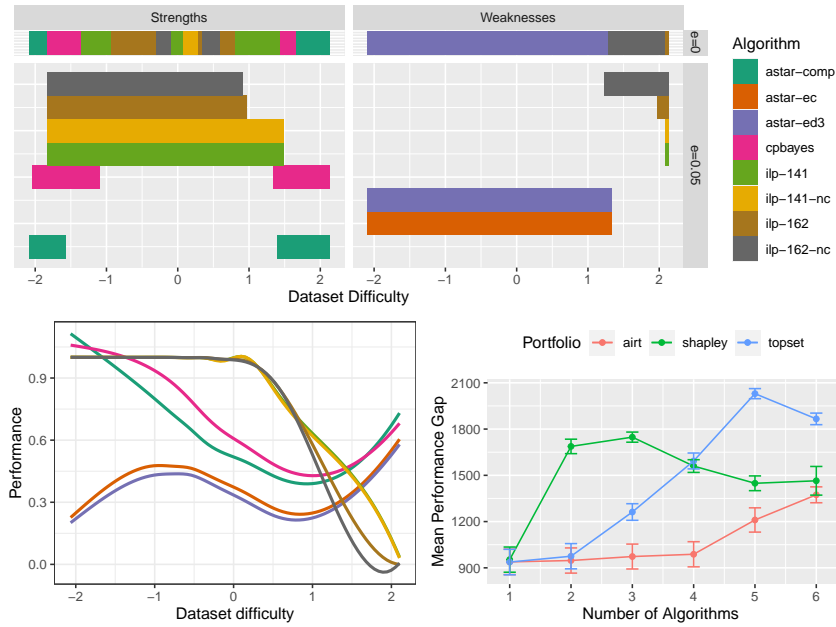 Strengths
Weaknesses
e=0
e=0.05
−2 −1 0 1 2
−2 −1 0 1 2
Dataset Difficulty
Algorithm
astar−comp
astar−ec
astar−ed3
cpbayes
ilp−141
ilp−141−nc
ilp−162
ilp−162−nc
Performance
0.9
0.6
0.3
0.0
−2 −1 0 1 2
Dataset difficulty
Portfolio airt shapley topset
Mean Performance Gap
2100
1800
1500
1200
900
1 2 3 4 5 6
Number of Algorithms